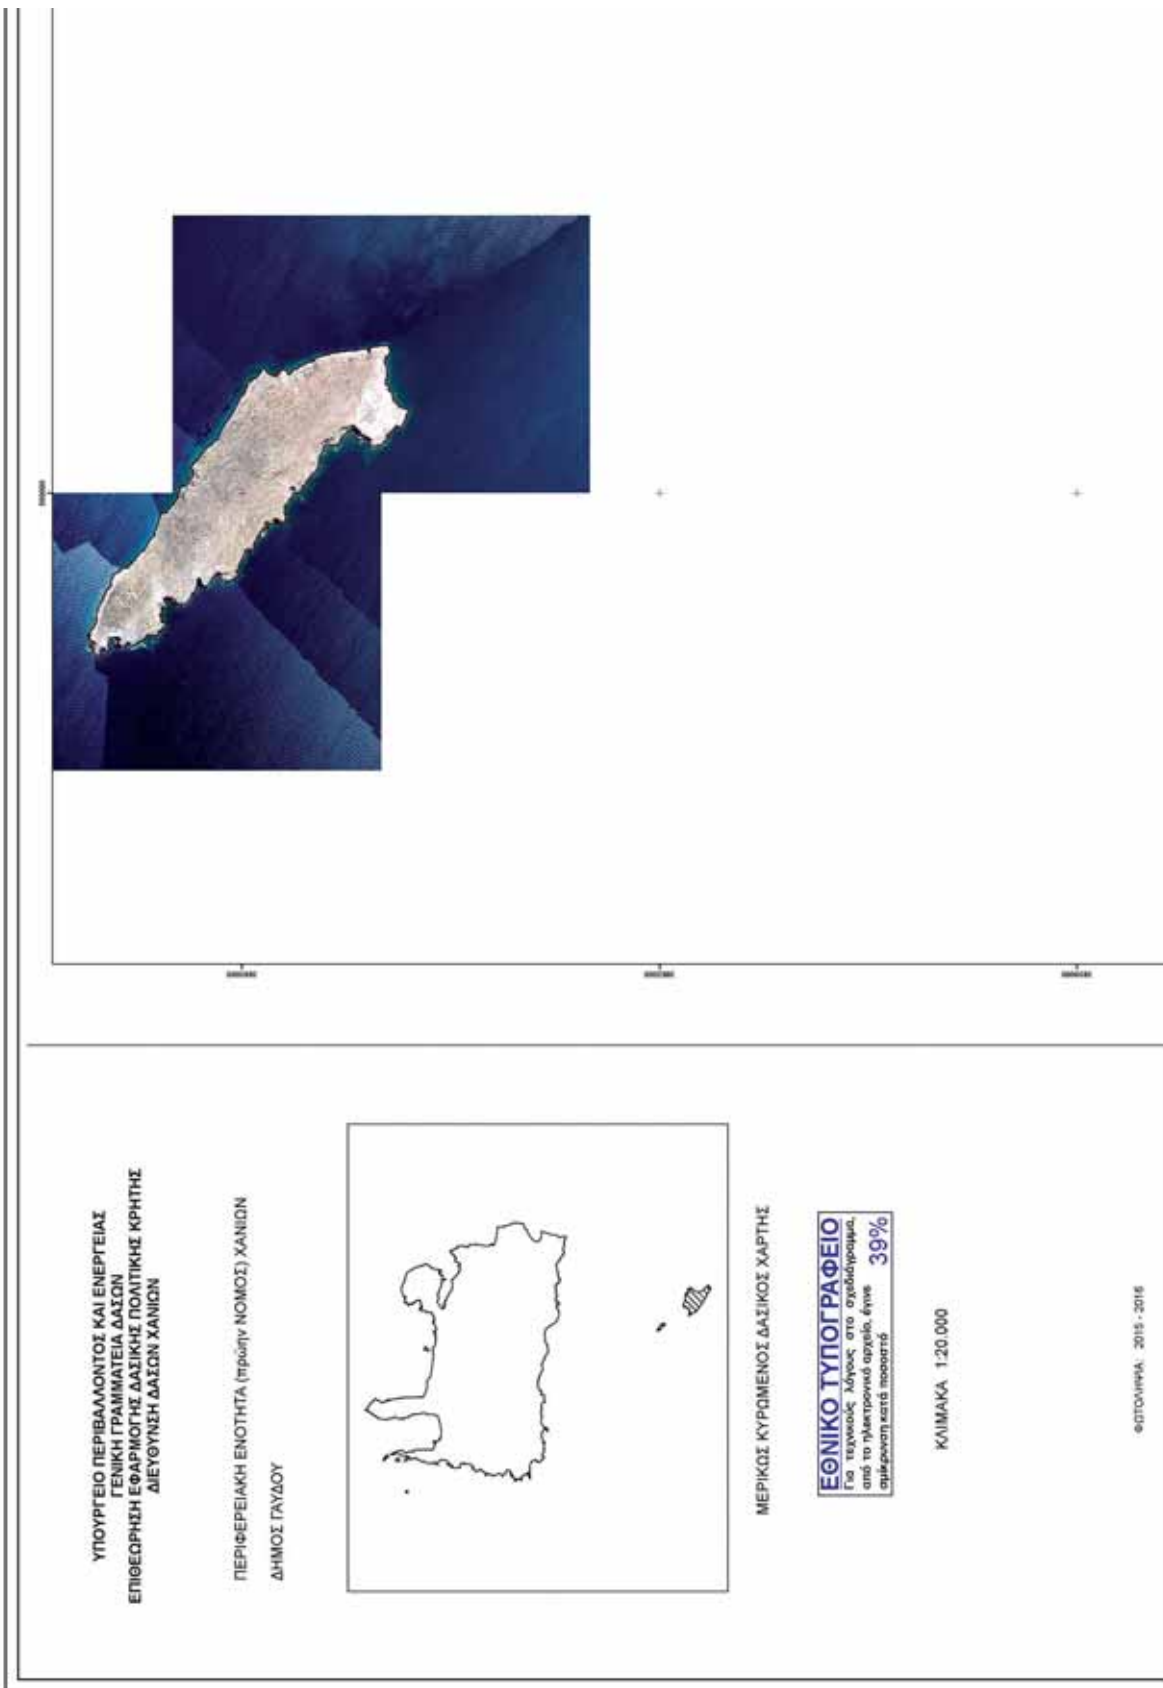 ΥΠΟΥΡΓΕΙΟ ΠΕΡΙΒΑΛΛΟΝΤΟΣ ΚΑΙ ΕΝΕΡΓΕΙΑΣ
ΓΕΝΙΚΗ ΓΡΑΜΜΑΤΕΙΑ ΔΑΣΩΝ
ΕΠΙΘΕΩΡΗΣΗ ΕΦΑΡΜΟΓΗΣ ΔΑΣΙΚΗΣ ΠΟΛΙΤΙΚΗΣ ΚΡΗΤΗΣ
ΔΙΕΥΘΥΝΣΗ ΔΑΣΩΝ ΧΑΝΙΩΝ
ΠΕΡΙΦΕΡΕΙΑΚΗ ΕΝΟΤΗΤΑ (πρώην ΝΟΜΟΣ) ΧΑΝΙΩΝ
ΔΗΜΟΣ ΓΑΥΔΟΥ
ΜΕΡΙΚΩΣ ΚΥΡΩΜΕΝΟΣ ΔΑΣΙΚΟΣ ΧΑΡΤΗΣ
ΕΘΝΙΚΟ ΤΥΠΟΓΡΑΦΕΙΟ
Για τεχνικούς λόγους στο σχεδιάγραμμα,
από το ηλεκτρονικό αρχείο, έγινε
σμίκρυνση κατά ποσοστό 39%
ΚΛΙΜΑΚΑ 1:20.000
ΦΩΤΟΛΗΨΙΑ: 2015 - 2016